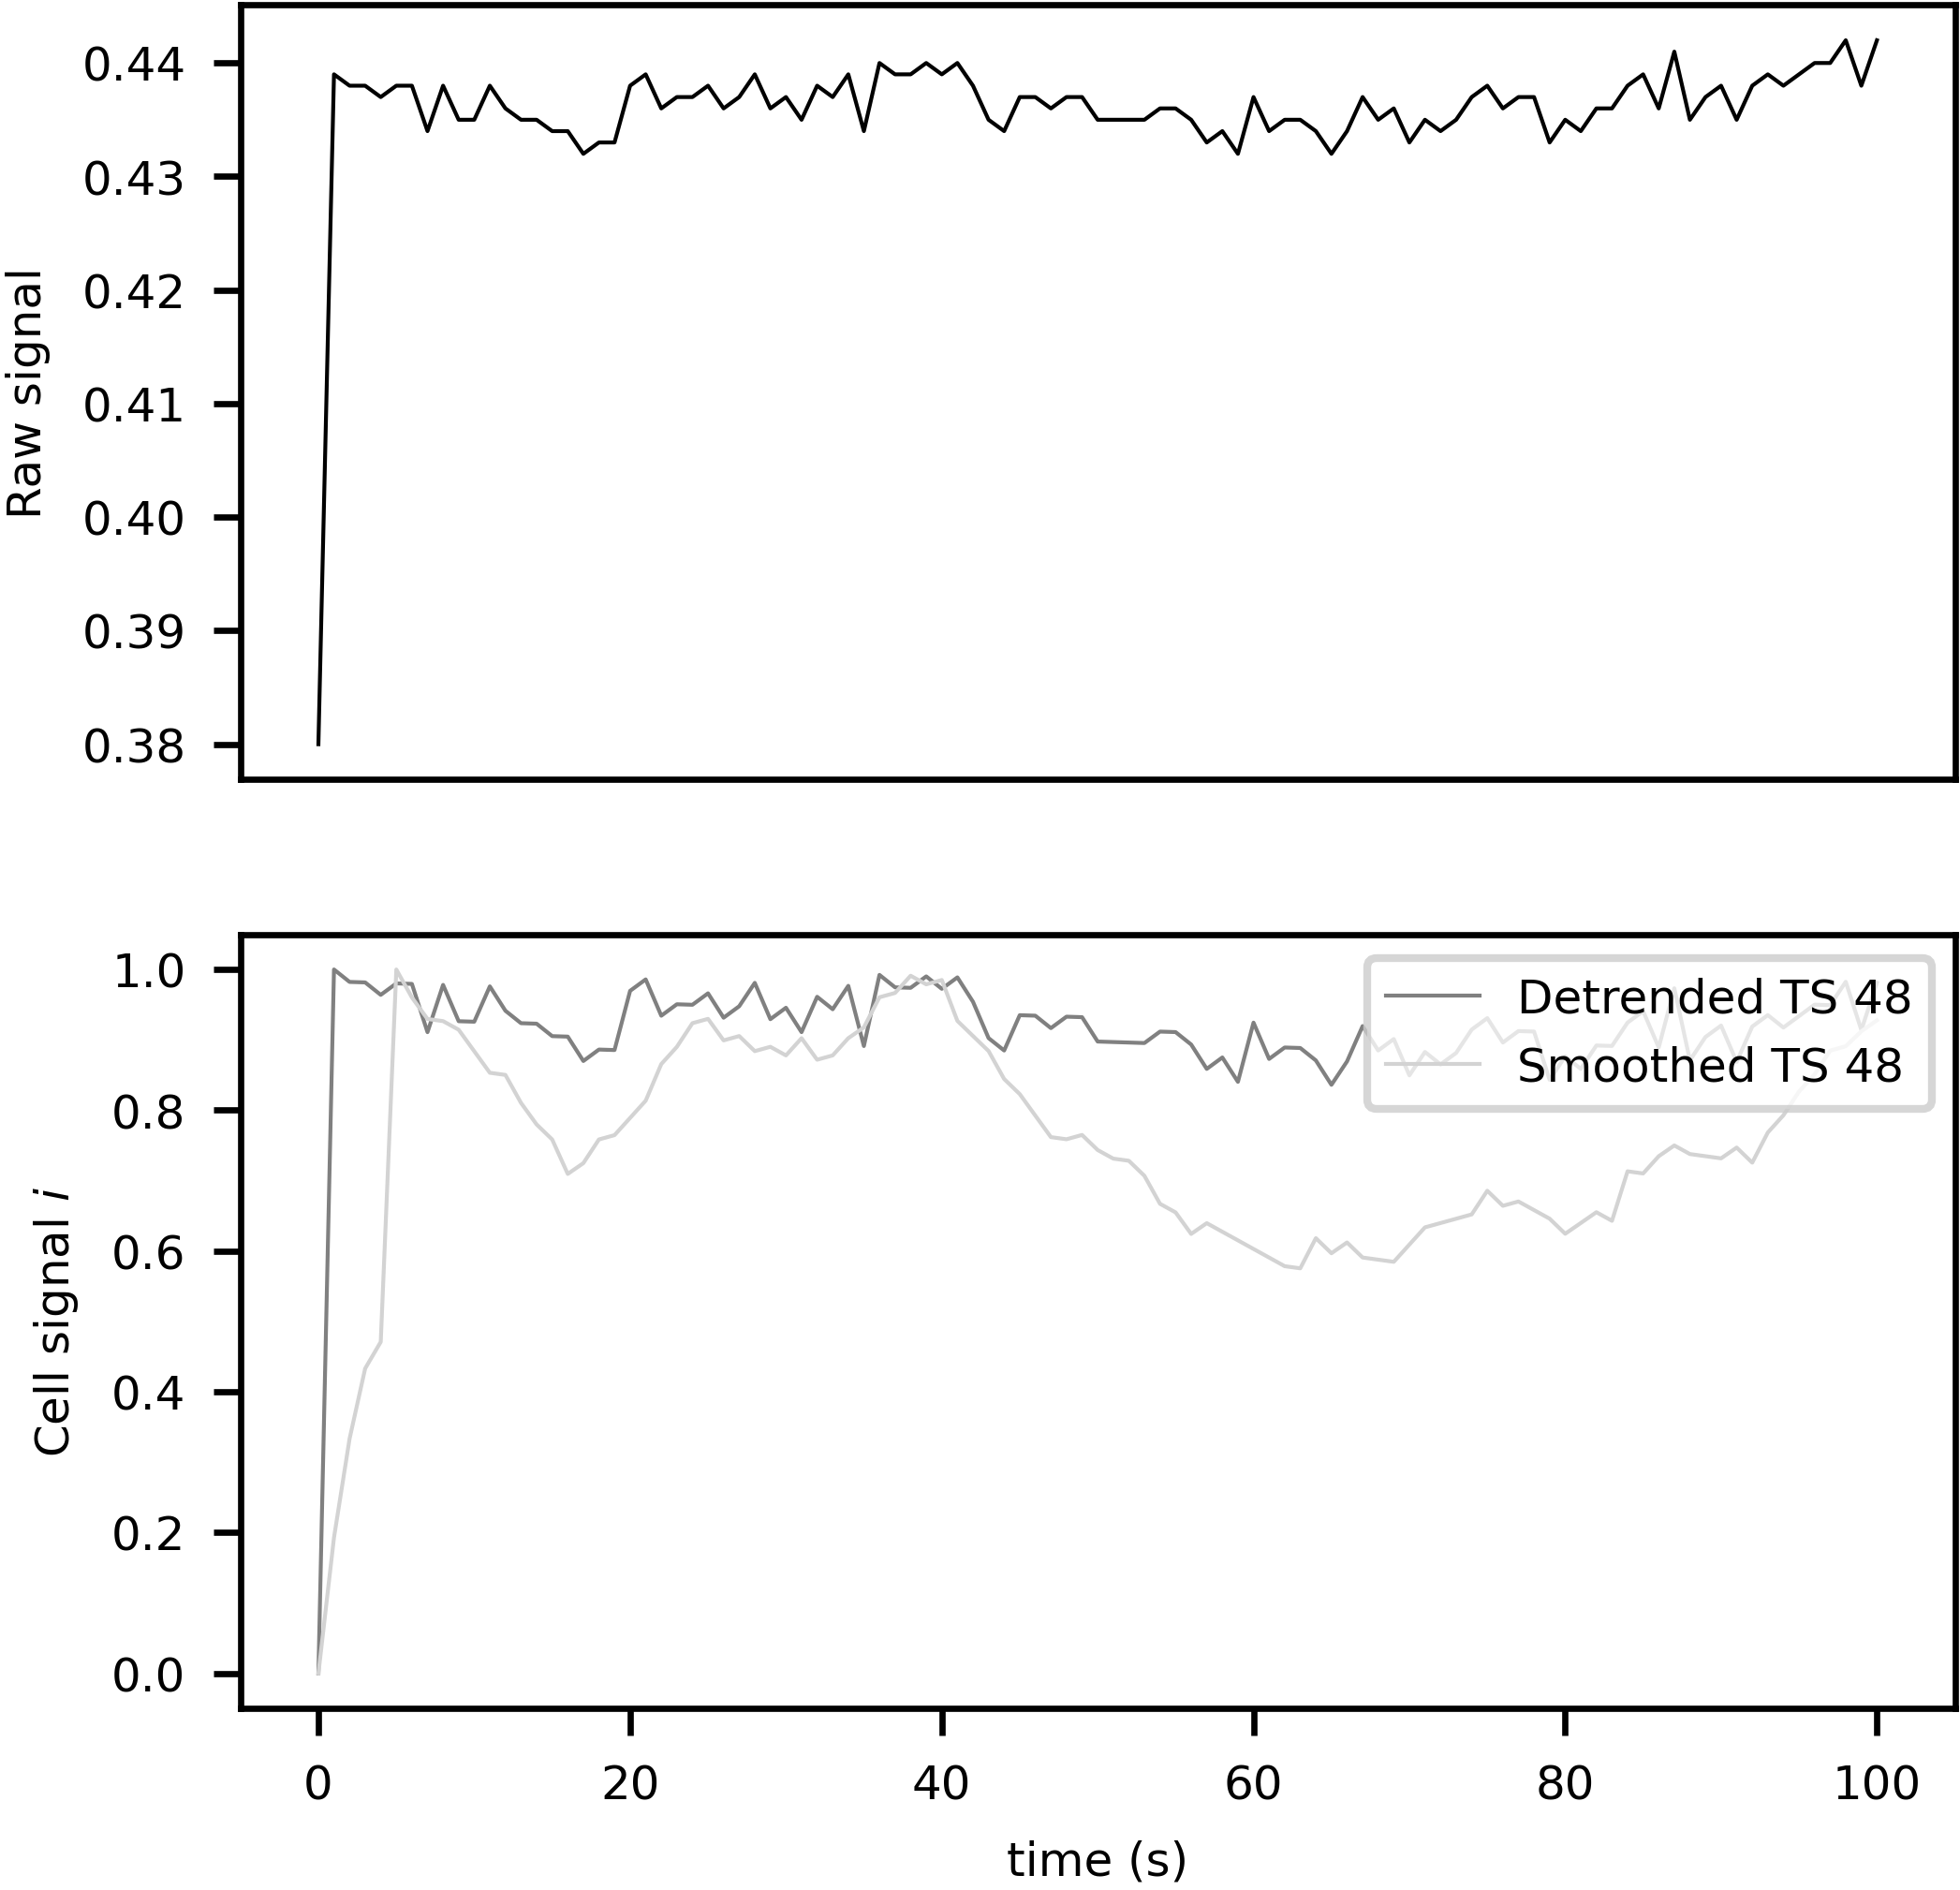 Raw signal
0.44
0.43
0.42
0.41
0.40
0.39
0.38
Cell signal i
1.0
0.8
0.6
0.4
0.2
0.0
Detrended TS 48
Smoothed TS 48
0 20 40 60 80 100
time (s)